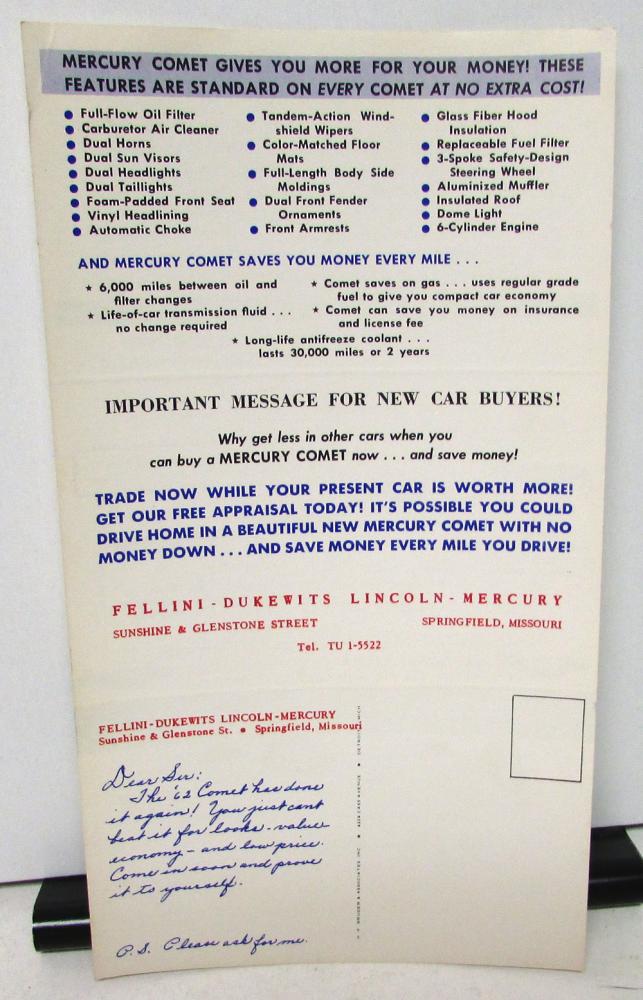 MERCURY COMET GIVES YOU MORE FOR YOUR MONEY! THESE
FEATURES ARE STANDARD ON EVERY COMET AT NO EXTRA COST!
● Full-Flow Oil Filter
● Carburetor Air Cleaner
● Dual Horns
● Dual Sun Visors
● Dual Headlights
● Dual Taillights
● Foam-Padded Front Seat
● Vinyl Headlining
● Automatic Choke
● Tandem-Action Wind-
shield Wipers
● Color-Matched Floor
Mats
● Full-Length Body Side
Moldings
● Dual Front Fender
Ornaments
● Front Armrests
● Glass Fiber Hood
Insulation
● Replaceable Fuel Filter
● 3-Spoke Safety-Design
Steering Wheel
● Aluminized Muffler
● Insulated Roof
● Dome Light
● 6-Cylinder Engine
AND MERCURY COMET SAVES YOU MONEY EVERY MILE . . .
★ 6,000 miles between oil and
filter changes
★ Life-of-car transmission fluid . . .
no change required
★ Comet saves on gas . . . uses regular grade
fuel to give you compact car economy
★ Comet can save you money on insurance
and license fee
★ Long-life antifreeze coolant . . .
lasts 30,000 miles or 2 years
IMPORTANT MESSAGE FOR NEW CAR BUYERS!
Why get less in other cars when you
can buy a MERCURY COMET now . . . and save money!
TRADE NOW WHILE YOUR PRESENT CAR IS WORTH MORE!
GET OUR FREE APPRAISAL TODAY! IT'S POSSIBLE YOU COULD
DRIVE HOME IN A BEAUTIFUL NEW MERCURY COMET WITH NO
MONEY DOWN . . . AND SAVE MONEY EVERY MILE YOU DRIVE!
FELLINI-DUKEWITS LINCOLN-MERCURY
SUNSHINE & GLENSTONE STREET SPRINGFIELD, MISSOURI
Tel. TU 1-5522
FELLINI-DUKEWITS LINCOLN-MERCURY
Sunshine & Glenstone St. ● Springfield, Missouri
Dear Sir:
The '62 Comet has done
it again! You just cant
beat it for looks - value
economy - and low price.
Come in soon and prove
it to yourself.
P.S. Please ask for me.